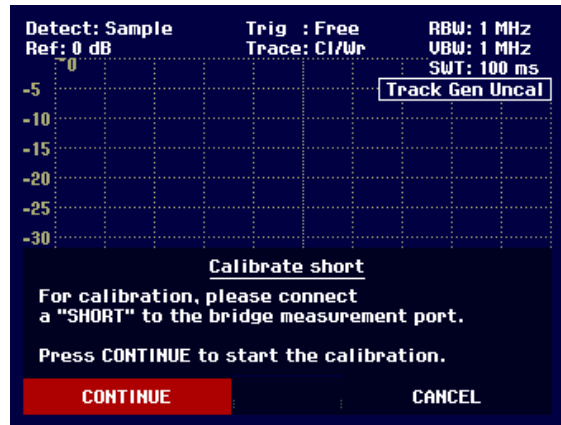 Detect: Sample Trig : Free RBW: 1 MHz
Ref: 0 dB Trace: Cl/Wr VBW: 1 MHz
0 SWT: 100 ms
-5 Track Gen Uncal
-10
-15
-20
-25
-30
Calibrate short
For calibration, please connect
a "SHORT" to the bridge measurement port.
Press CONTINUE to start the calibration.
CONTINUE CANCEL